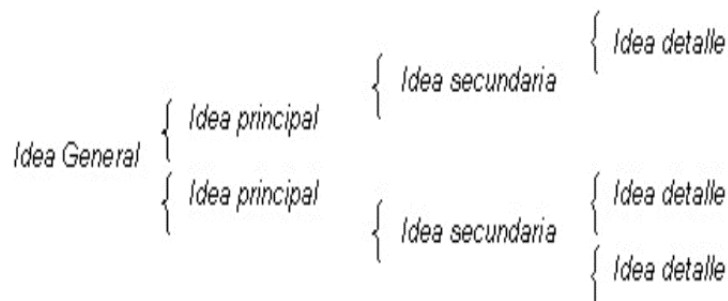 Idea detalle
Idea secundaria
Idea principal
Idea General
Idea principal
Idea detalle
Idea secundaria
Idea detalle